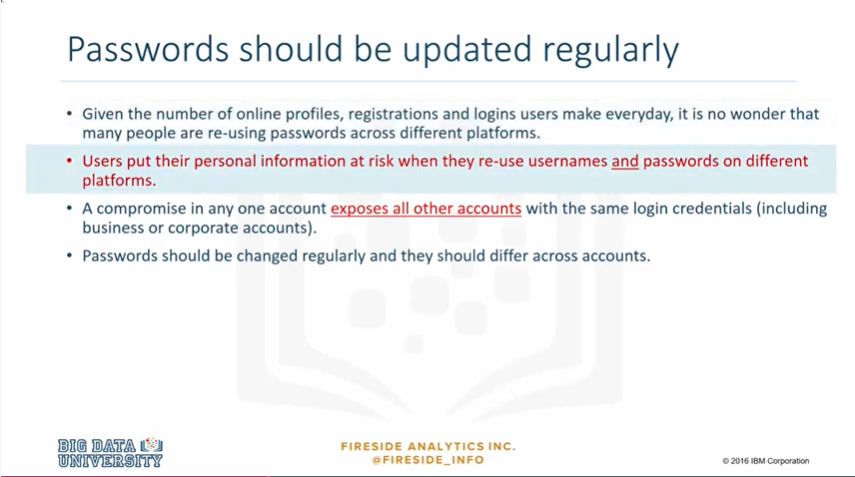 Passwords should be updated regularly
• Given the number of online profiles, registrations and logins users make everyday, it is no wonder that
many people are re-using passwords across different platforms.
• Users put their personal information at risk when they re-use usernames and passwords on different
platforms.
• A compromise in any one account exposes all other accounts with the same login credentials (including
business or corporate accounts).
• Passwords should be changed regularly and they should differ across accounts.
BIG DATA
UNIVERSITY
FIRESIDE ANALYTICS INC.
@FIRESIDE_INFO
© 2016 IBM Corporation